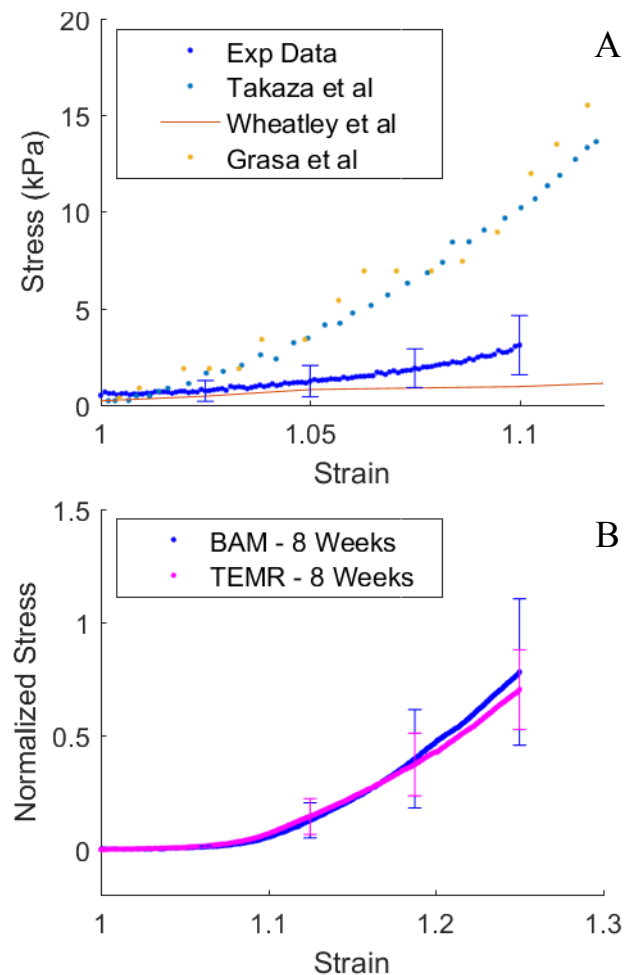 A
20
15
10
5
0
Stress (kPa)
Exp Data
Takaza et al
Wheatley et al
Grasa et al
1
1.05
1.1
Strain
B
1.5
1
0.5
0
Normalized Stress
BAM - 8 Weeks
TEMR - 8 Weeks
1
1.1
1.2
1.3
Strain